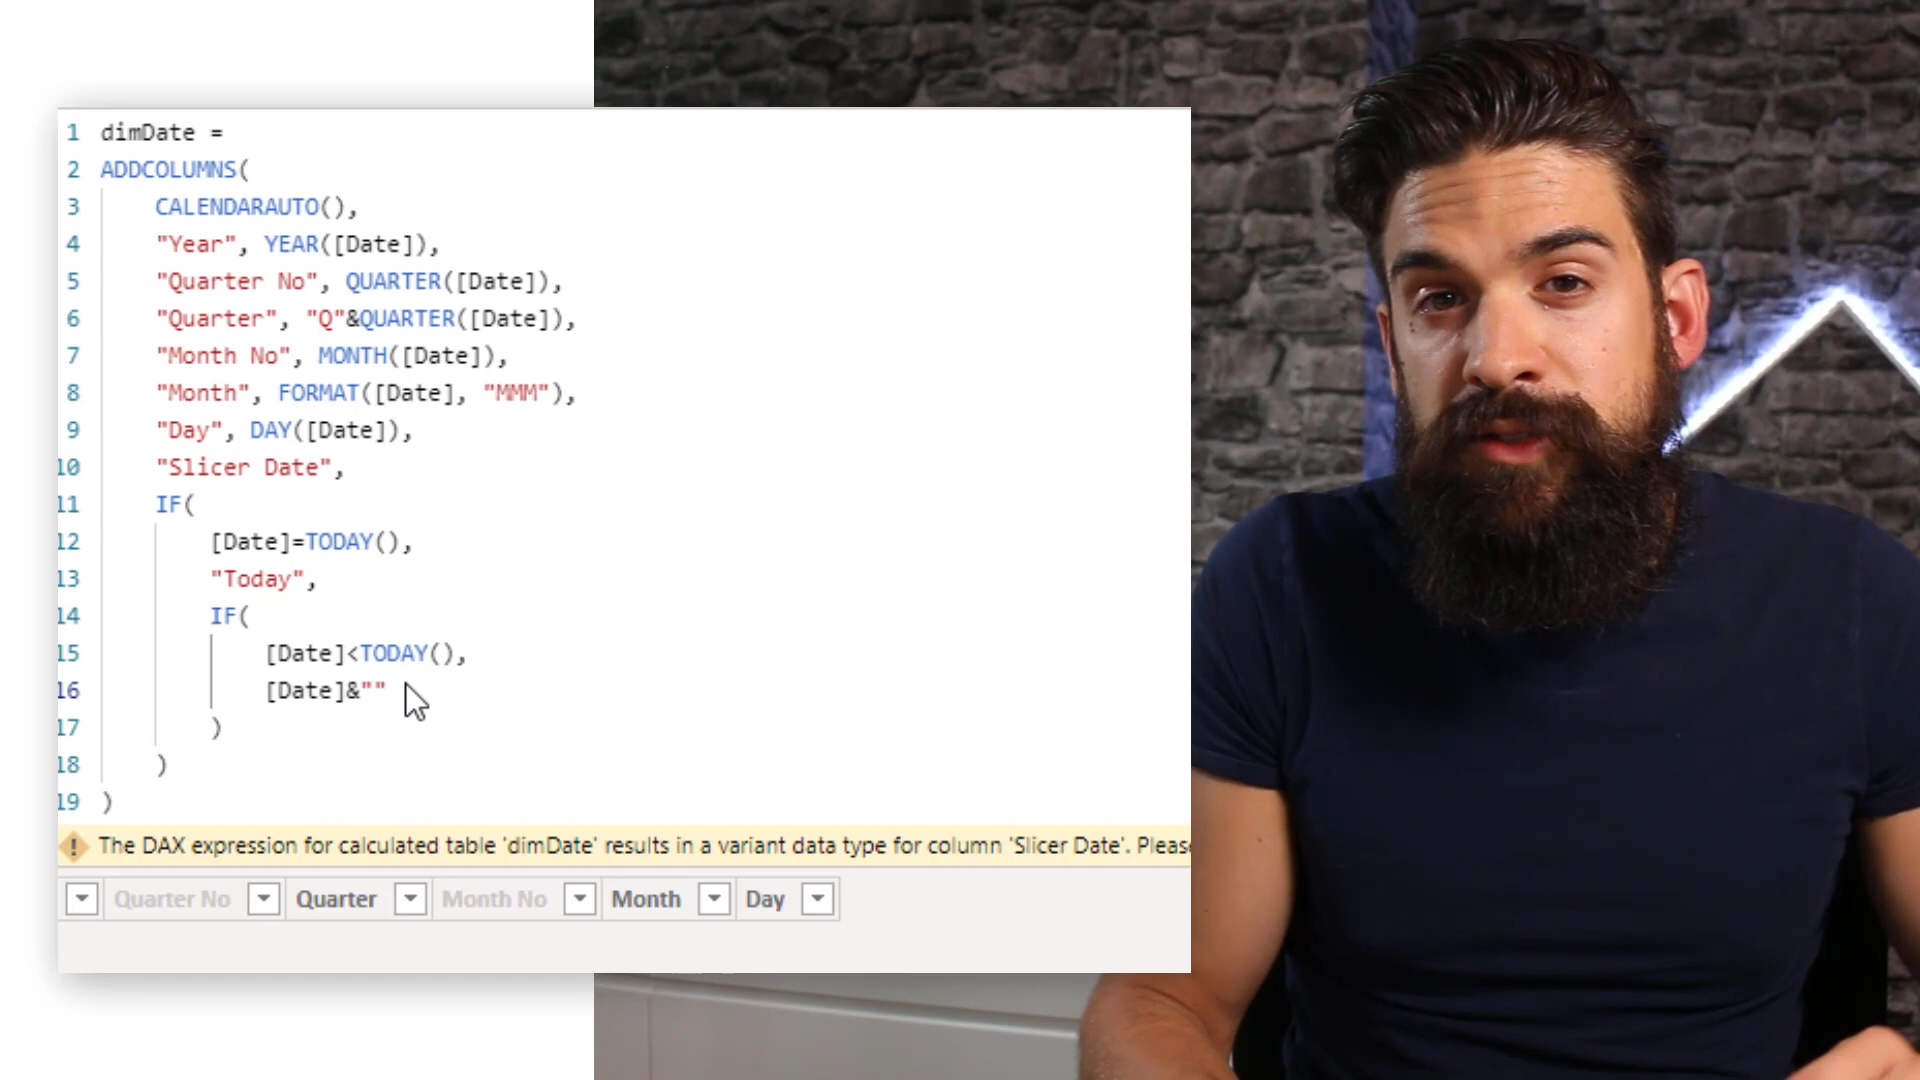 1 dimDate =
2 ADDCOLUMNS(
3 CALENDARAUTO(),
4 "Year", YEAR([Date]),
5 "Quarter No", QUARTER([Date]),
6 "Quarter", "Q"&QUARTER([Date]),
7 "Month No", MONTH([Date]),
8 "Month", FORMAT([Date], "MMM"),
9 "Day", DAY([Date]),
10 "Slicer Date",
11 IF(
12 [Date]=TODAY(),
13 "Today",
14 IF(
15 [Date]<TODAY(),
16 [Date]&""
17 )
18 )
19 )
The DAX expression for calculated table 'dimDate' results in a variant data type for column 'Slicer Date'. Pleas
Quarter No Quarter Month No Month Day